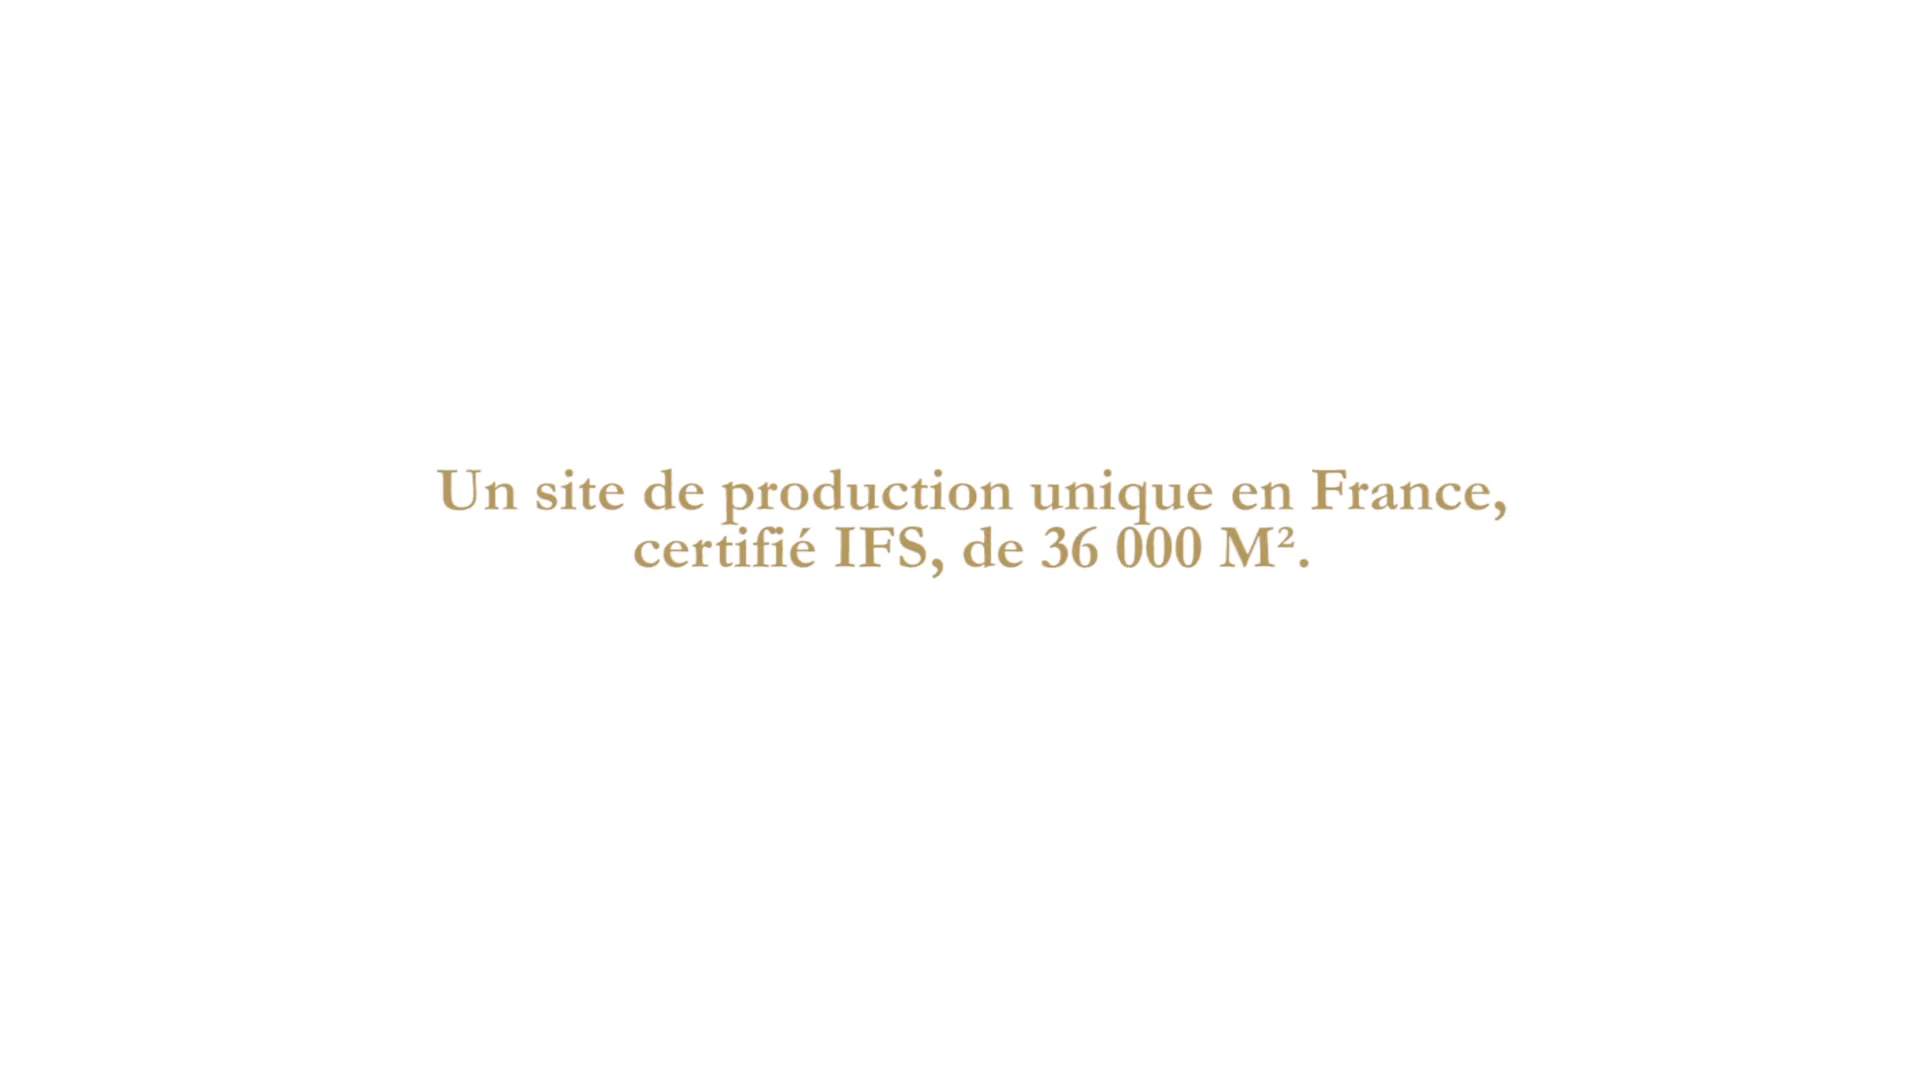 Un site de production unique en France,
certifié IFS, de 36 000 M².